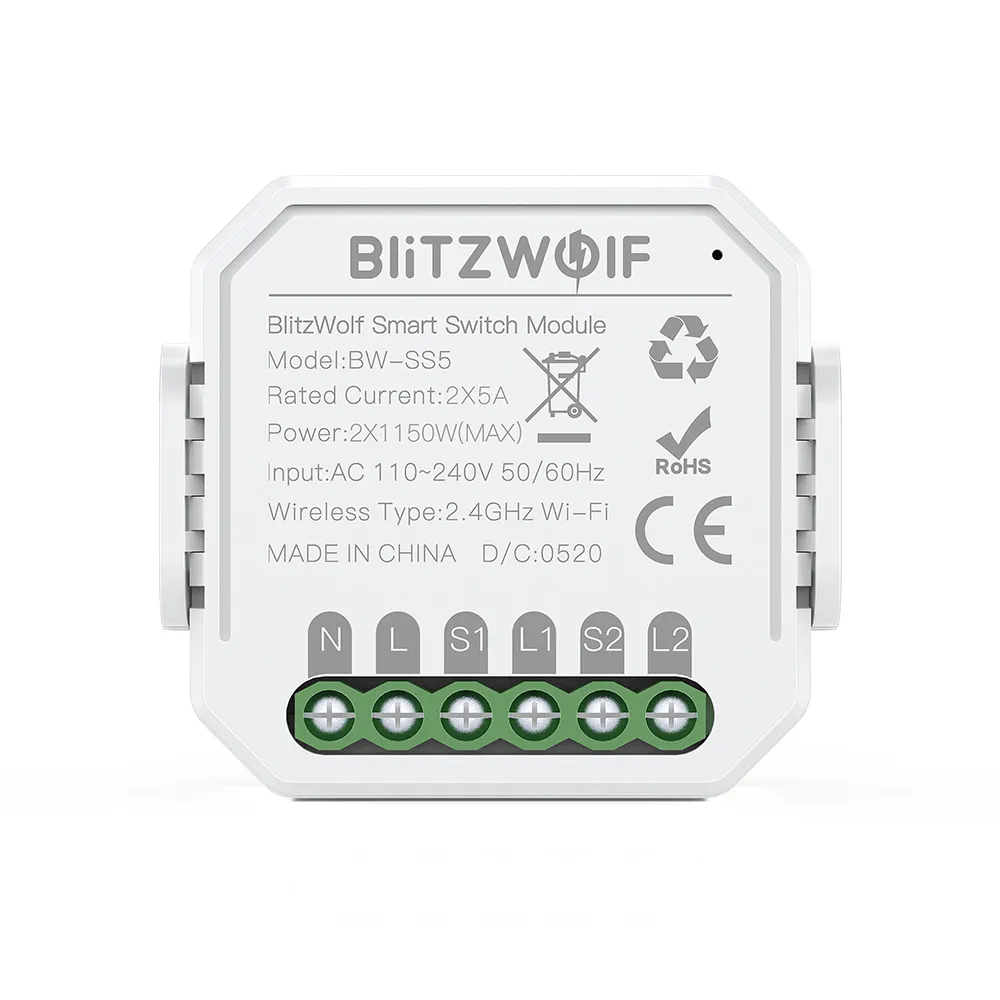 BLiTZWOlF
BlitzWolf Smart Switch Module
Model:BW-SS5
Rated Current:2X5A
Power:2X1150W(MAX)
RoHS
Input:AC 110~240V 50/60Hz
Wireless Type:2.4GHz Wi-Fi
CE
MADE IN CHINA D/C:0520
N L S1 L1 S2 L2